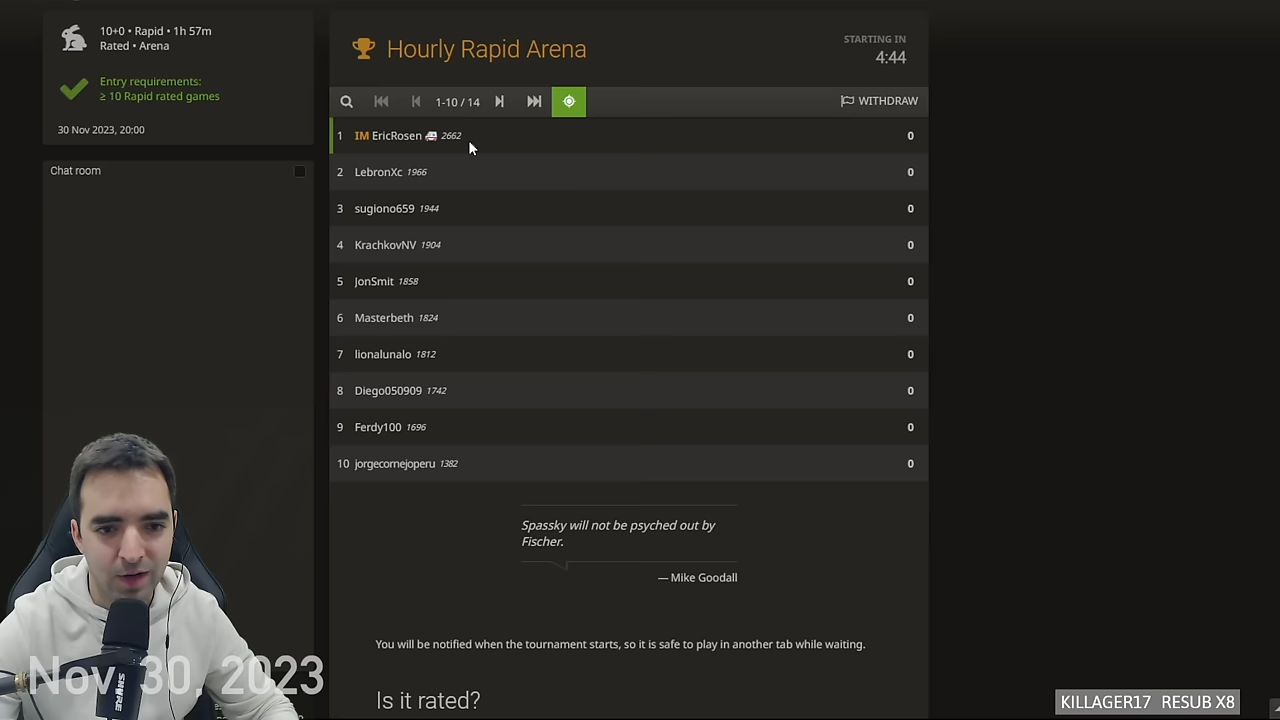 10+0 • Rapid • 1h 57m
Rated • Arena
Entry requirements:
≥ 10 Rapid rated games
30 Nov 2023, 20:00
Chat room
Hourly Rapid Arena
STARTING IN
4:44
1-10 / 14
WITHDRAW
1 IM EricRosen 2662 0
2 LebronXc 1966 0
3 sugiono659 1944 0
4 KrachkovNV 1904 0
5 JonSmit 1858 0
6 Masterbeth 1824 0
7 lionalunalo 1812 0
8 Diego050909 1742 0
9 Ferdy100 1696 0
10 jorgecornejoperu 1382 0
Spassky will not be psyched out by
Fischer.
— Mike Goodall
You will be notified when the tournament starts, so it is safe to play in another tab while waiting.
Is it rated?
Nov 30, 2023
SHURE
KILLAGER17 RESUB X8